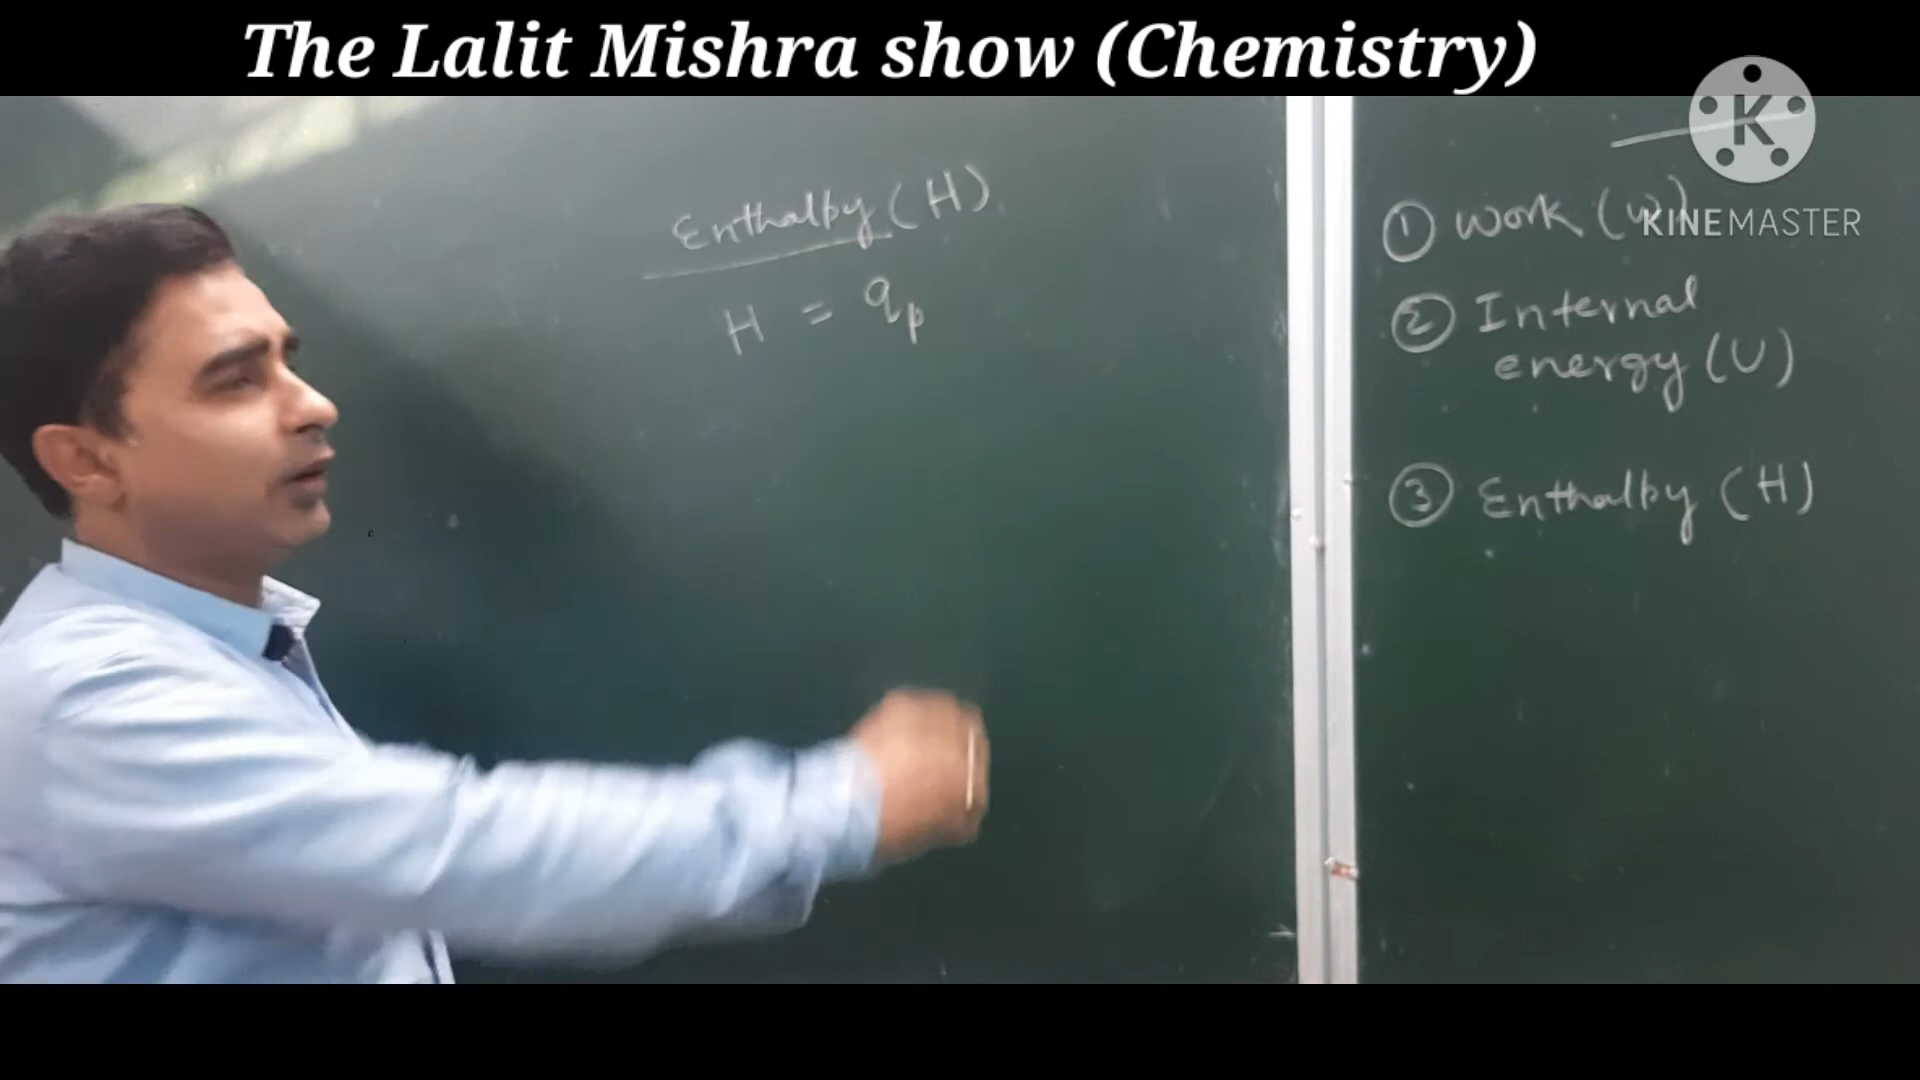 The Lalit Mishra show (Chemistry)
K
KINEMASTER
Enthalpy (H)
H = qp
① Work (W)
② Internal
energy (U)
③ Enthalpy (H)